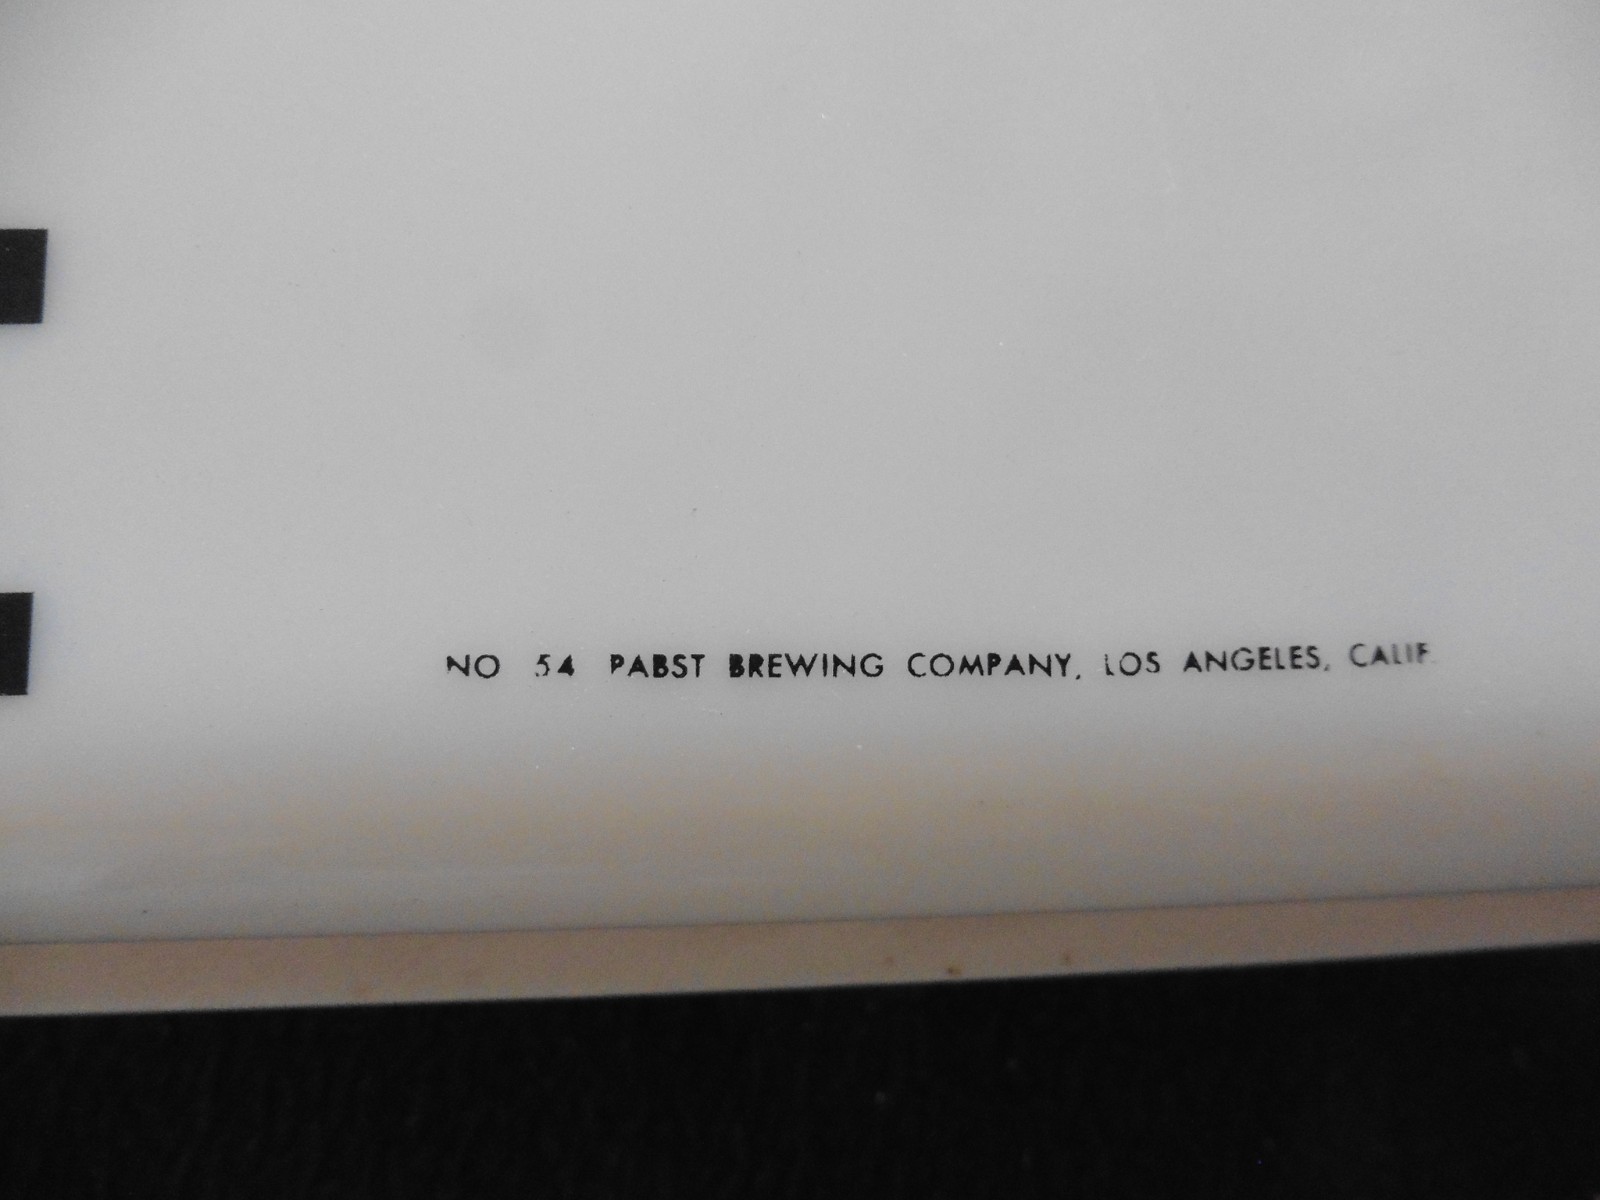 NO 54 PABST BREWING COMPANY, LOS ANGELES, CALIF.